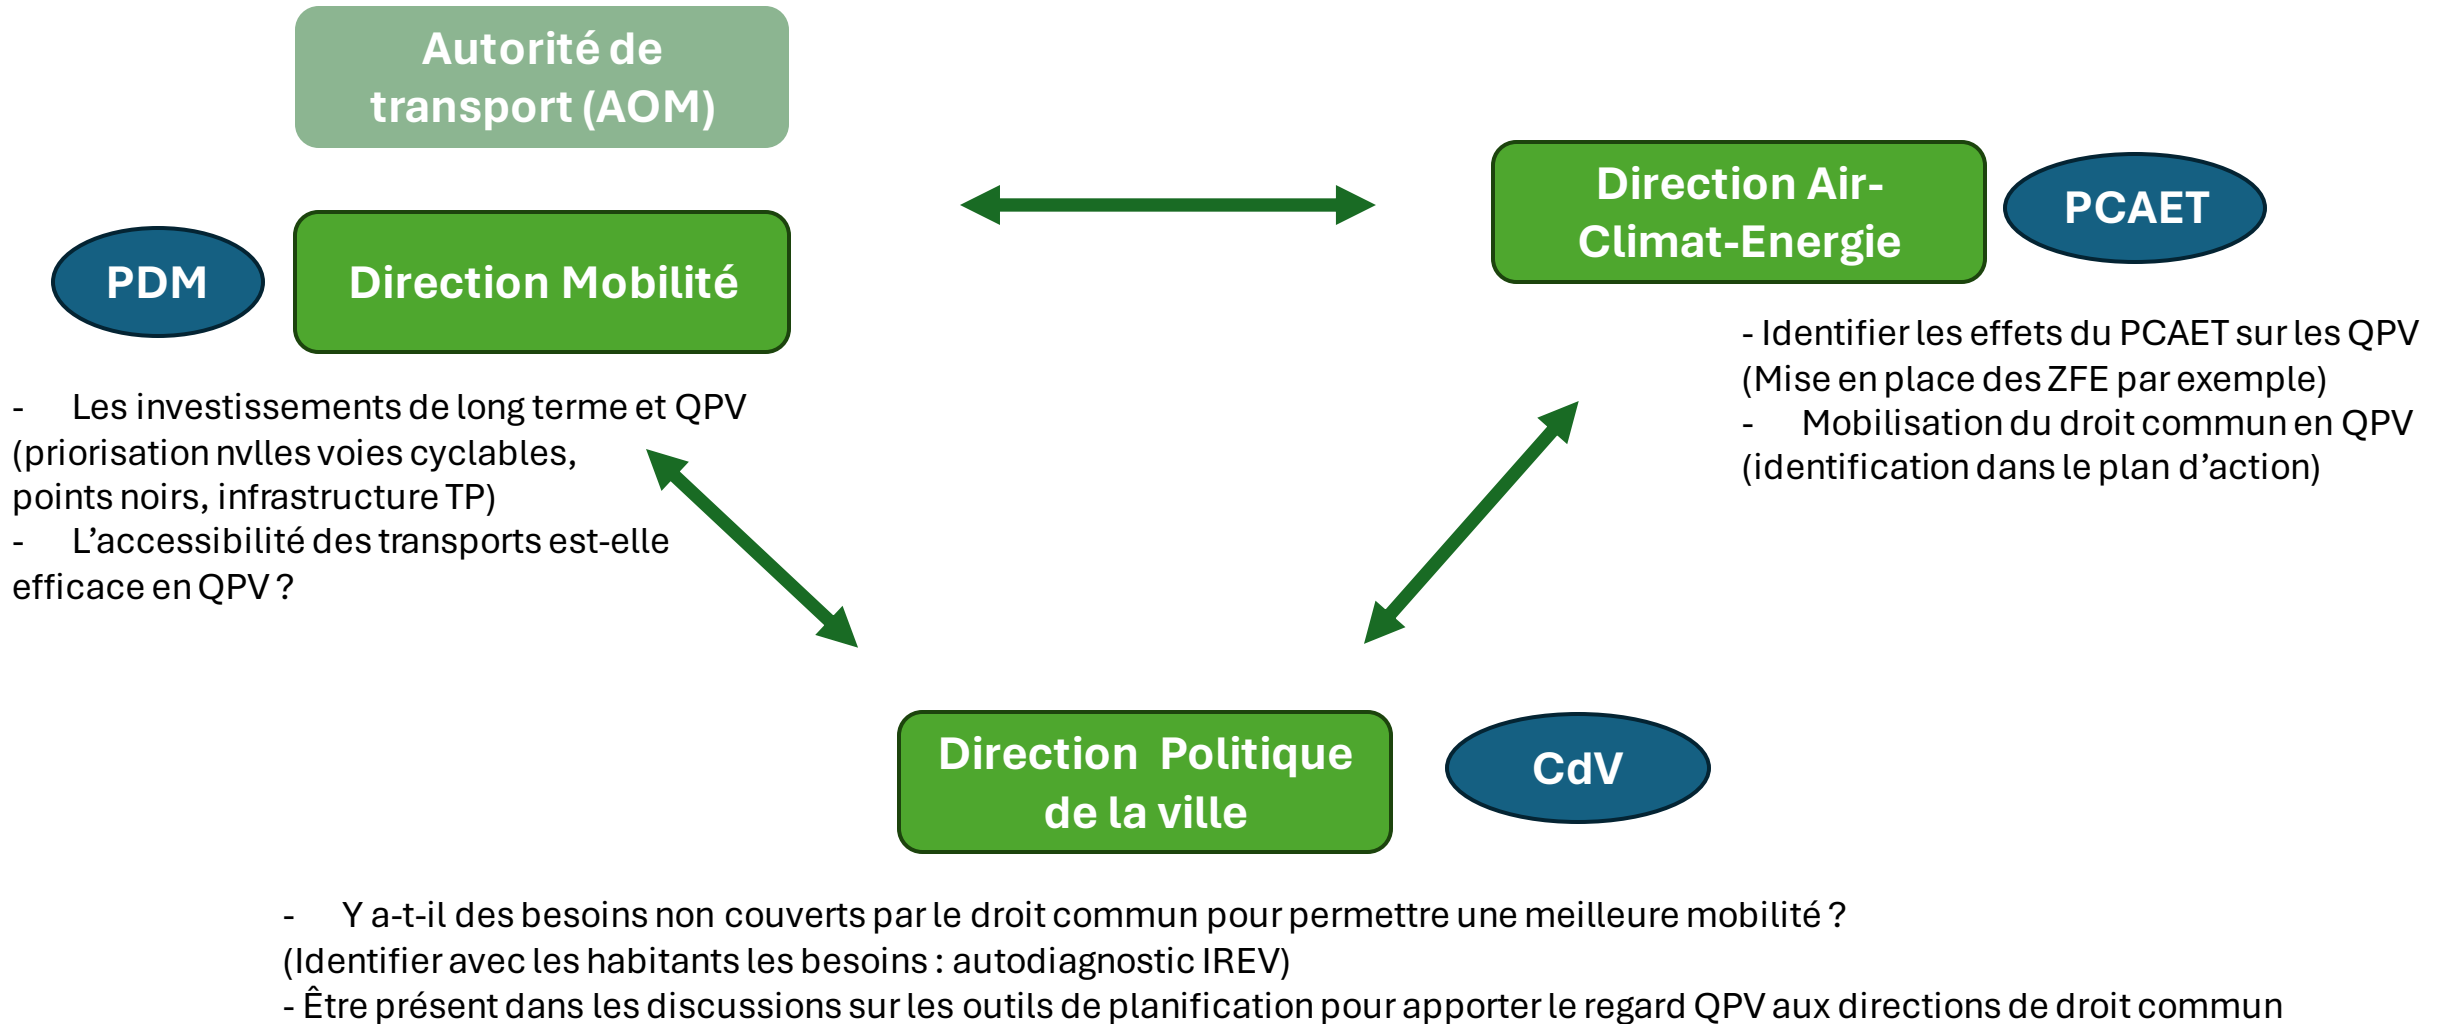 Autorité de
transport (AOM)
PDM
Direction Mobilité
Direction Air-
Climat-Energie
PCAET
- Les investissements de long terme et QPV
(priorisation nvlles voies cyclables,
points noirs, infrastructure TP)
- L’accessibilité des transports est-elle
efficace en QPV ?
- Identifier les effets du PCAET sur les QPV
(Mise en place des ZFE par exemple)
- Mobilisation du droit commun en QPV
(identification dans le plan d’action)
Direction Politique
de la ville
CdV
- Y a-t-il des besoins non couverts par le droit commun pour permettre une meilleure mobilité ?
(Identifier avec les habitants les besoins : autodiagnostic IREV)
- Être présent dans les discussions sur les outils de planification pour apporter le regard QPV aux directions de droit commun